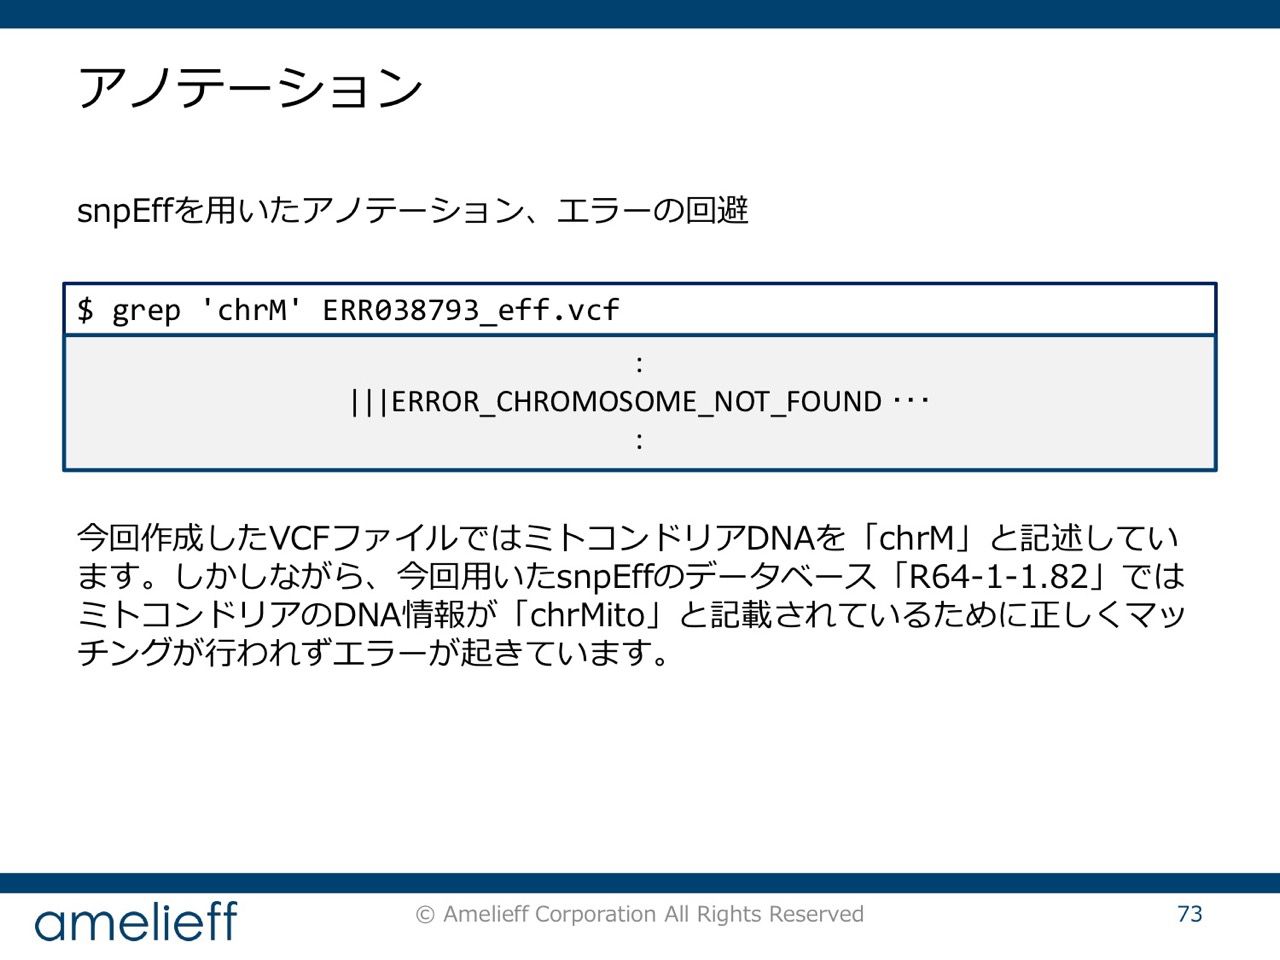 アノテーション
snpEffを用いたアノテーション、エラーの回避
$ grep 'chrM' ERR038793_eff.vcf
:
|||ERROR_CHROMOSOME_NOT_FOUND ･･･
:
今回作成したVCFファイルではミトコンドリアDNAを「chrM」と記述してい
ます。しかしながら、今回用いたsnpEffのデータベース「R64-1-1.82」では
ミトコンドリアのDNA情報が「chrMito」と記載されているために正しくマッ
チングが行われずエラーが起きています。
amelieff
© Amelieff Corporation All Rights Reserved
73